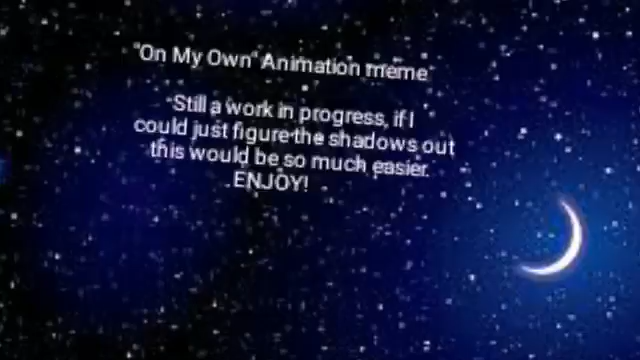 "On My Own" Animation meme
Still a work in progress, if I
could just figure the shadows out
this would be so much easier.
ENJOY!